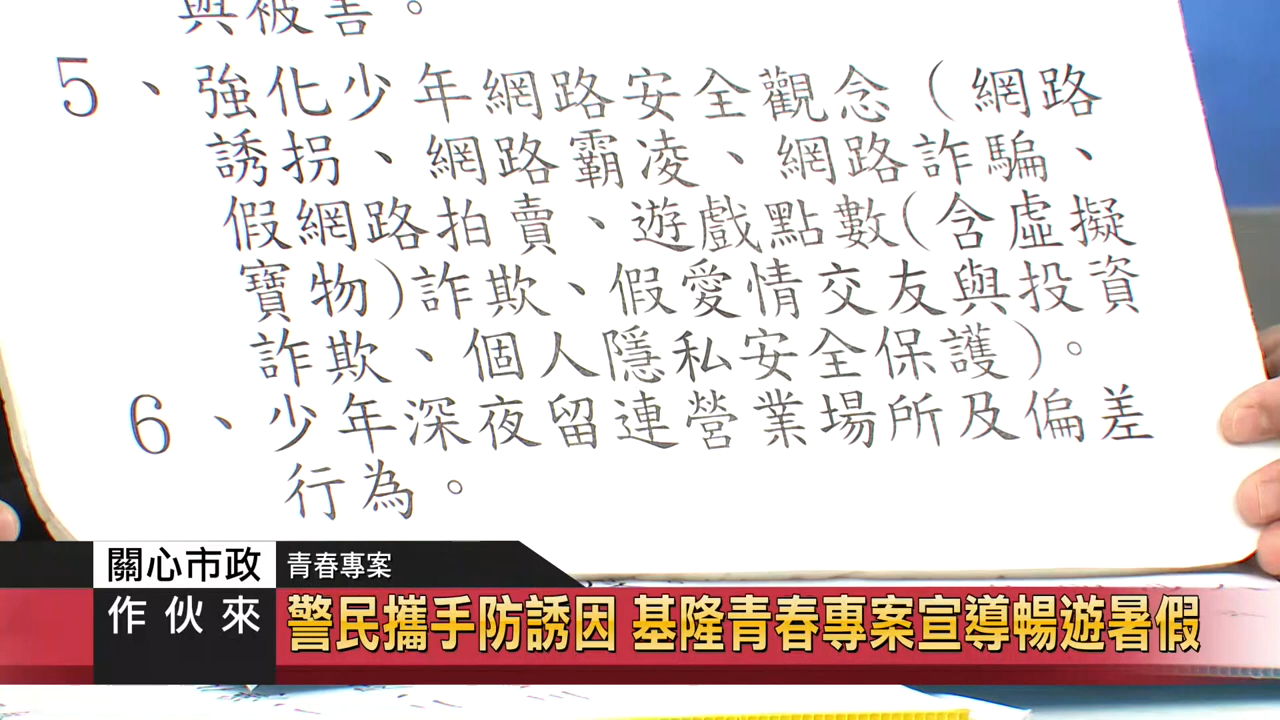 與被害。
5、強化少年網路安全觀念（網路
誘拐、網路霸凌、網路詐騙、
假網路拍賣、遊戲點數(含虛擬
寶物)詐欺、假愛情交友與投資
詐欺、個人隱私安全保護)。
6、少年深夜留連營業場所及偏差
行為。
關心市政
青春專案
作伙來
警民攜手防誘因 基隆青春專案宣導暢遊暑假